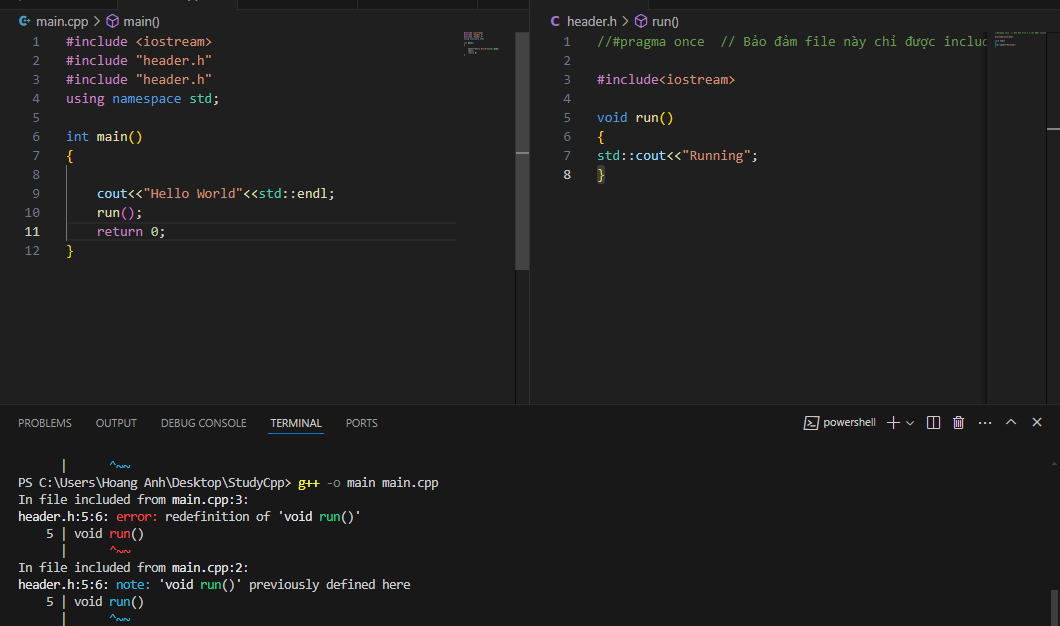 main.cpp > main()
1 #include <iostream>
2 #include "header.h"
3 #include "header.h"
4 using namespace std;
5
6 int main()
7 {
8
9 cout<<"Hello World"<<std::endl;
10 run();
11 return 0;
12 }
C header.h > run()
1 //#pragma once  // Bảo đảm file này chỉ được includ
2
3 #include<iostream>
4
5 void run()
6 {
7 std::cout<<"Running";
8 }
PROBLEMS OUTPUT DEBUG CONSOLE TERMINAL PORTS
powershell
| ^~~
PS C:\Users\Hoang Anh\Desktop\StudyCpp> g++ -o main main.cpp
In file included from main.cpp:3:
header.h:5:6: error: redefinition of 'void run()'
5 | void run()
| ^~~
In file included from main.cpp:2:
header.h:5:6: note: 'void run()' previously defined here
5 | void run()
| ^~~